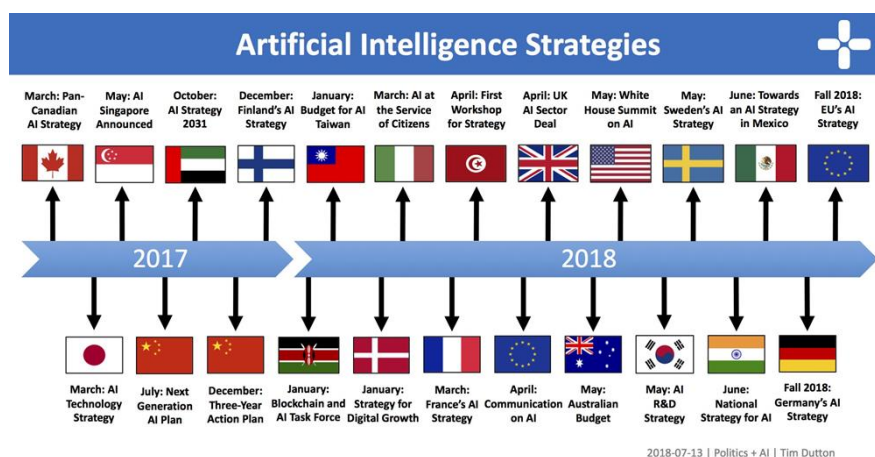 Artificial Intelligence Strategies
March: Pan-
Canadian
AI Strategy
May: AI
Singapore
Announced
October:
AI Strategy
2031
December:
Finland's AI
Strategy
January:
Budget for AI
Taiwan
March: AI at
the Service
of Citizens
April: First
Workshop
for Strategy
April: UK
AI Sector
Deal
May: White
House Summit
on AI
May:
Sweden's AI
Strategy
June: Towards
an AI Strategy
in Mexico
Fall 2018:
EU's AI
Strategy
2017
2018
March: AI
Technology
Strategy
July: Next
Generation
AI Plan
December:
Three-Year
Action Plan
January:
Blockchain and
AI Task Force
January:
Strategy for
Digital Growth
March:
France's AI
Strategy
April:
Communication
on AI
May:
Australian
Budget
May: AI
R&D
Strategy
June:
National
Strategy for AI
Fall 2018:
Germany's AI
Strategy
2018-07-13 | Politics + AI | Tim Dutton